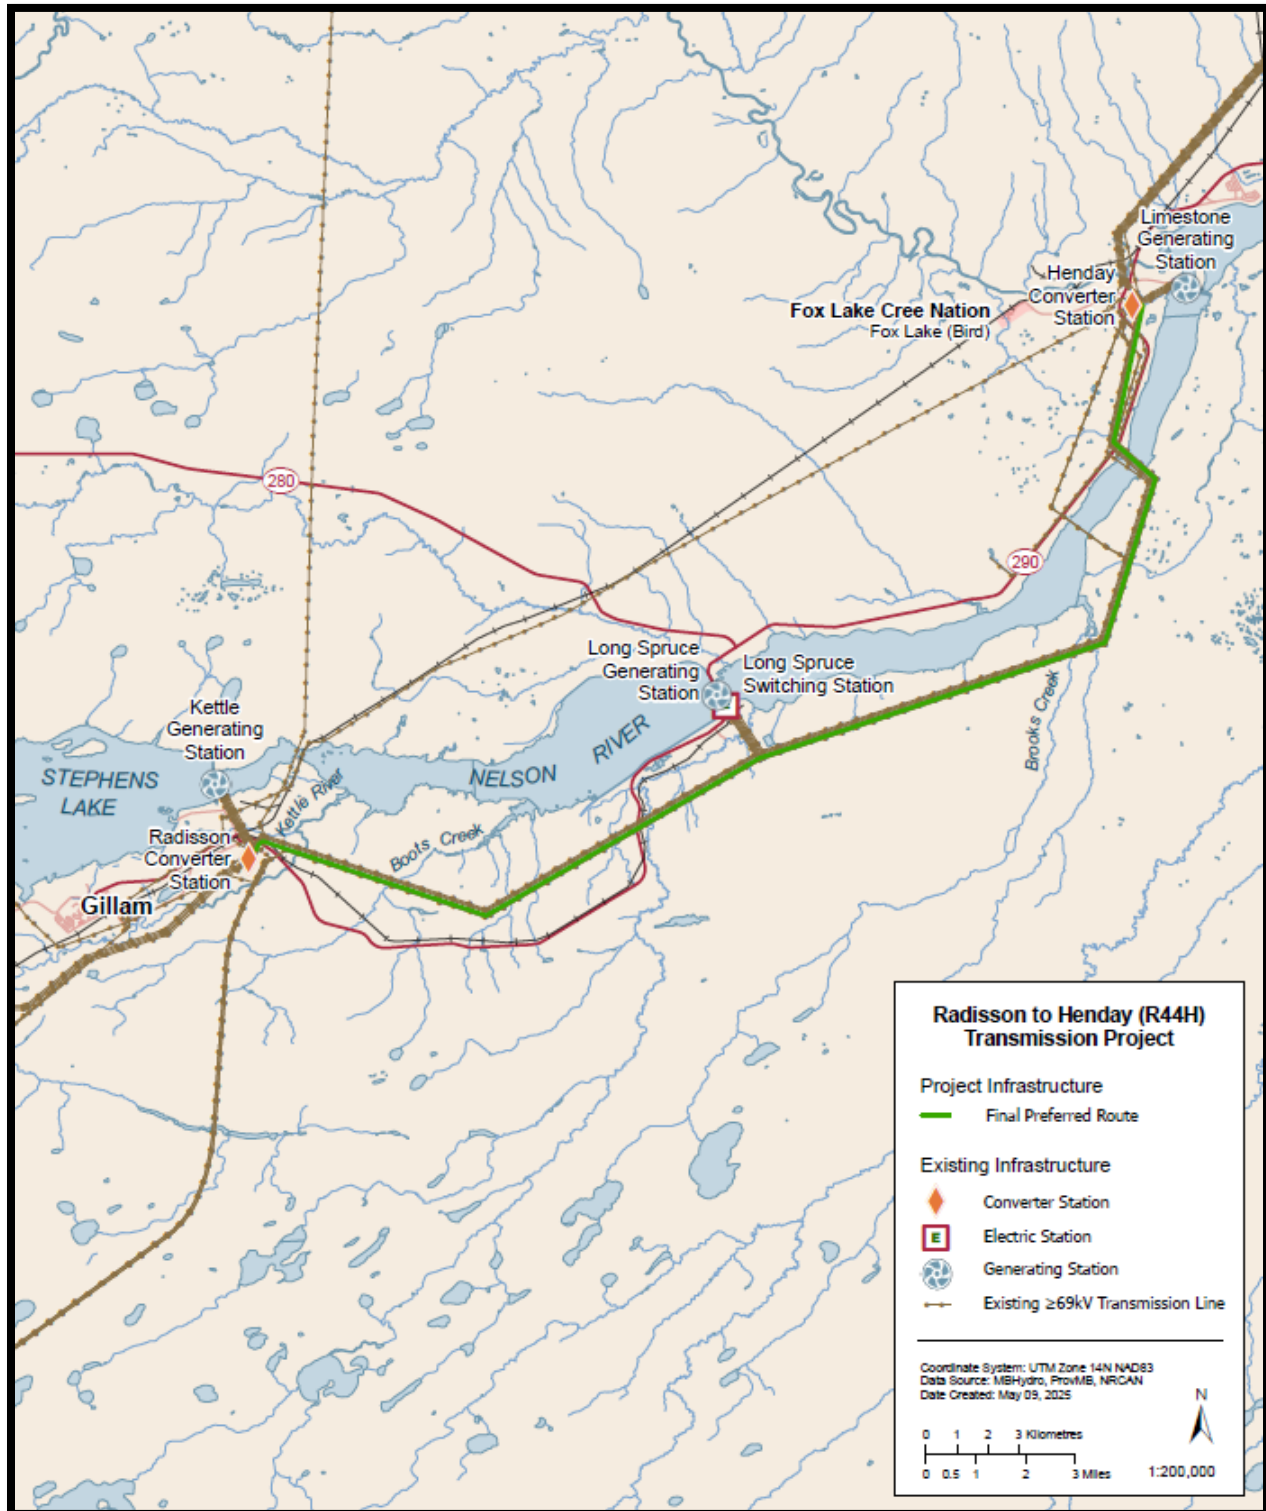 Limestone
Generating
Station
Henday
Converter
Station
Fox Lake Cree Nation
Fox Lake (Bird)
280
290
Long Spruce
Generating
Station
Long Spruce
Switching Station
Kettle
Generating
Station
STEPHENS
LAKE
NELSON
RIVER
Brooks Creek
Kettle River
Boots Creek
Radisson
Converter
Station
Gillam
Radisson to Henday (R44H)
Transmission Project
Project Infrastructure
Final Preferred Route
Existing Infrastructure
Converter Station
E
Electric Station
Generating Station
Existing ≥69kV Transmission Line
Coordinate System: UTM Zone 14N NAD83
Data Source: MBHydro, ProvMB, NRCAN
Date Created: May 09, 2025
N
0 1 2 3 Kilometres
0 0.5 1 2 3 Miles
1:200,000